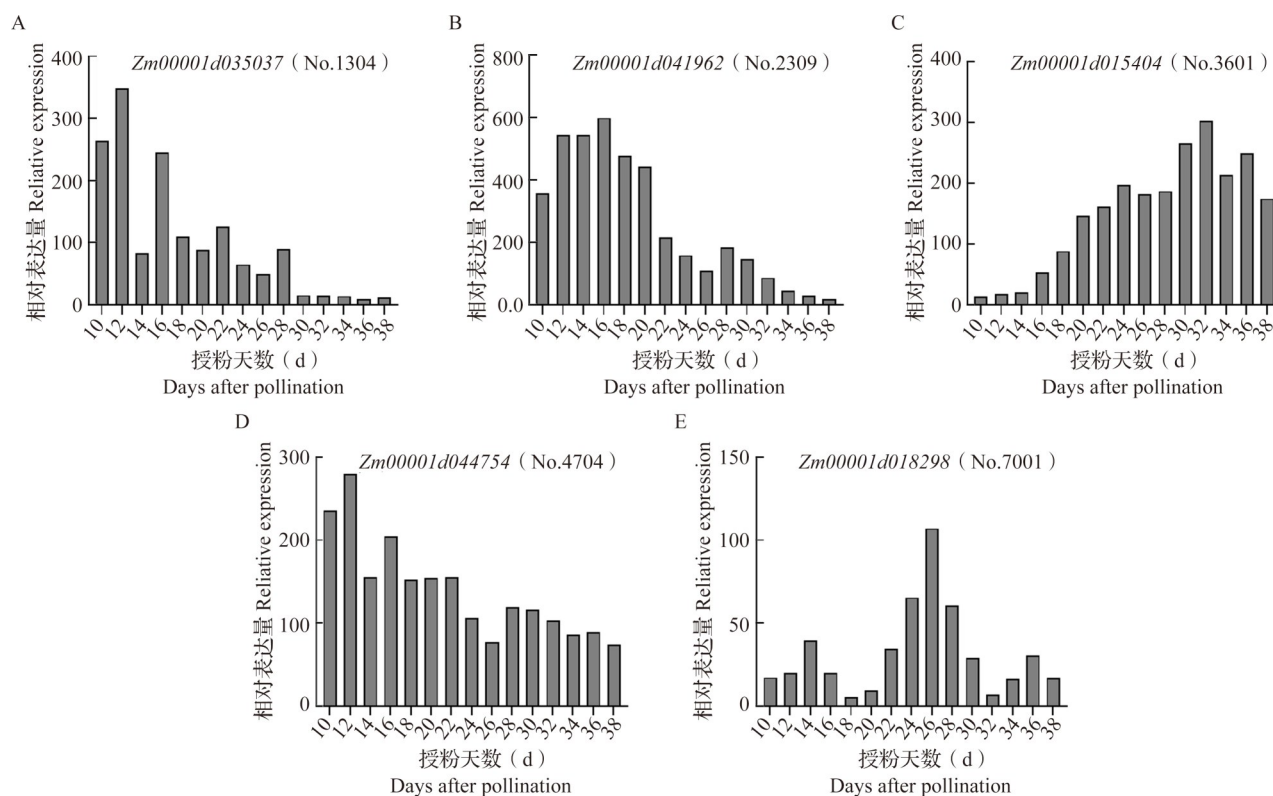 A
相对表达量 Reliative expression
400
300
200
100
0
Zm00001d035037（No.1304）
10 12 14 16 18 20 22 24 26 28 30 32 34 36 38
授粉天数（d）
Days after pollination
B
相对表达量 Reliative expression
800
600
400
200
0.0
Zm00001d041962（No.2309）
10 12 14 16 18 20 22 24 26 28 30 32 34 36 38
授粉天数（d）
Days after pollination
C
相对表达量 Reliative expression
400
300
200
100
0
Zm00001d015404（No.3601）
10 12 14 16 18 20 22 24 26 28 30 32 34 36 38
授粉天数（d）
Days after pollination
D
相对表达量 Reliative expression
300
200
100
0
Zm00001d044754（No.4704）
10 12 14 16 18 20 22 24 26 28 30 32 34 36 38
授粉天数（d）
Days after pollination
E
相对表达量 Reliative expression
150
100
50
0
Zm00001d018298（No.7001）
10 12 14 16 18 20 22 24 26 28 30 32 34 36 38
授粉天数（d）
Days after pollination